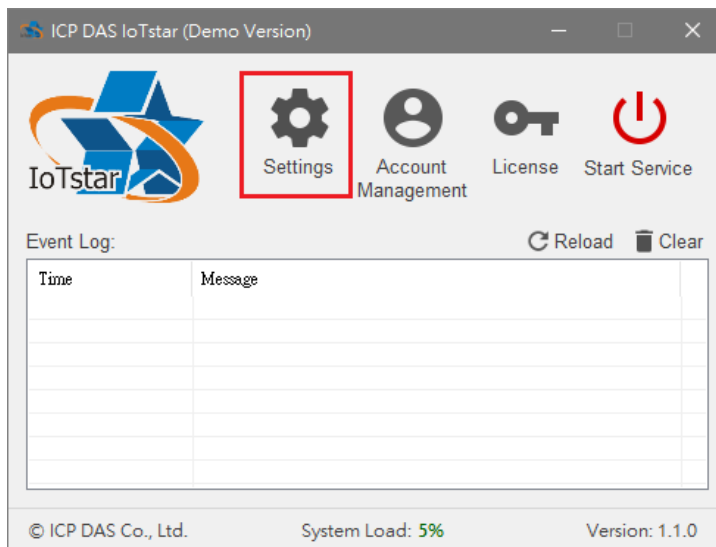 ICP DAS IoTstar (Demo Version)
IoTstar
Settings
Account
Management
License
Start Service
Event Log:
Reload
Clear
Time
Message
© ICP DAS Co., Ltd.
System Load: 5%
Version: 1.1.0